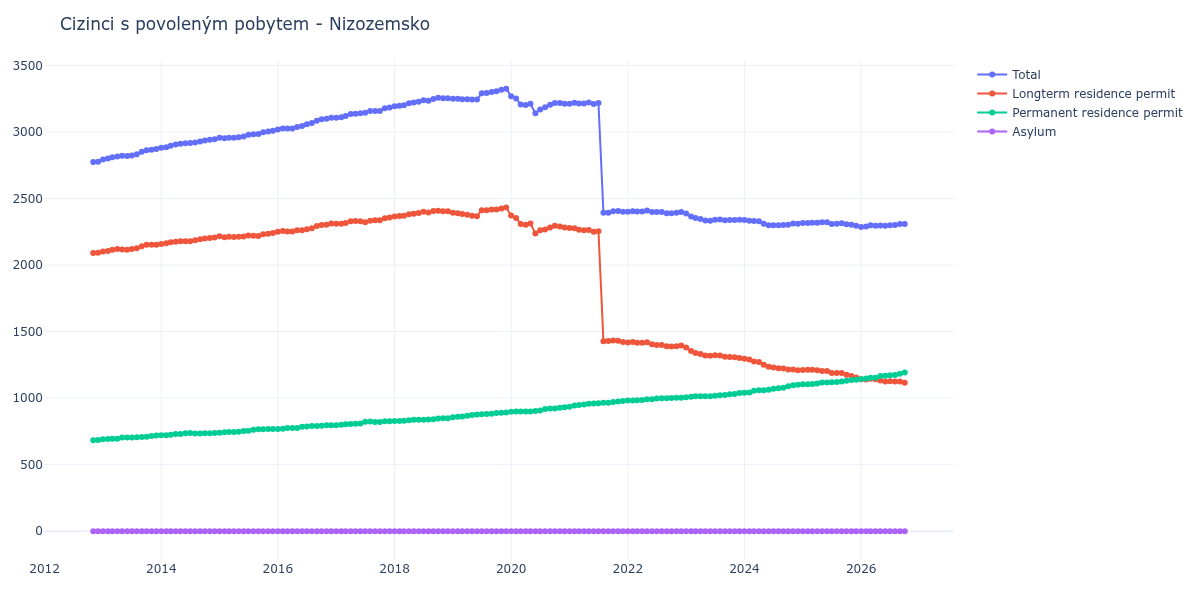 Cizinci s povoleným pobytem - Nizozemsko
3500
3000
2500
2000
1500
1000
500
0
2012 2014 2016 2018 2020 2022 2024 2026
Total
Longterm residence permit
Permanent residence permit
Asylum